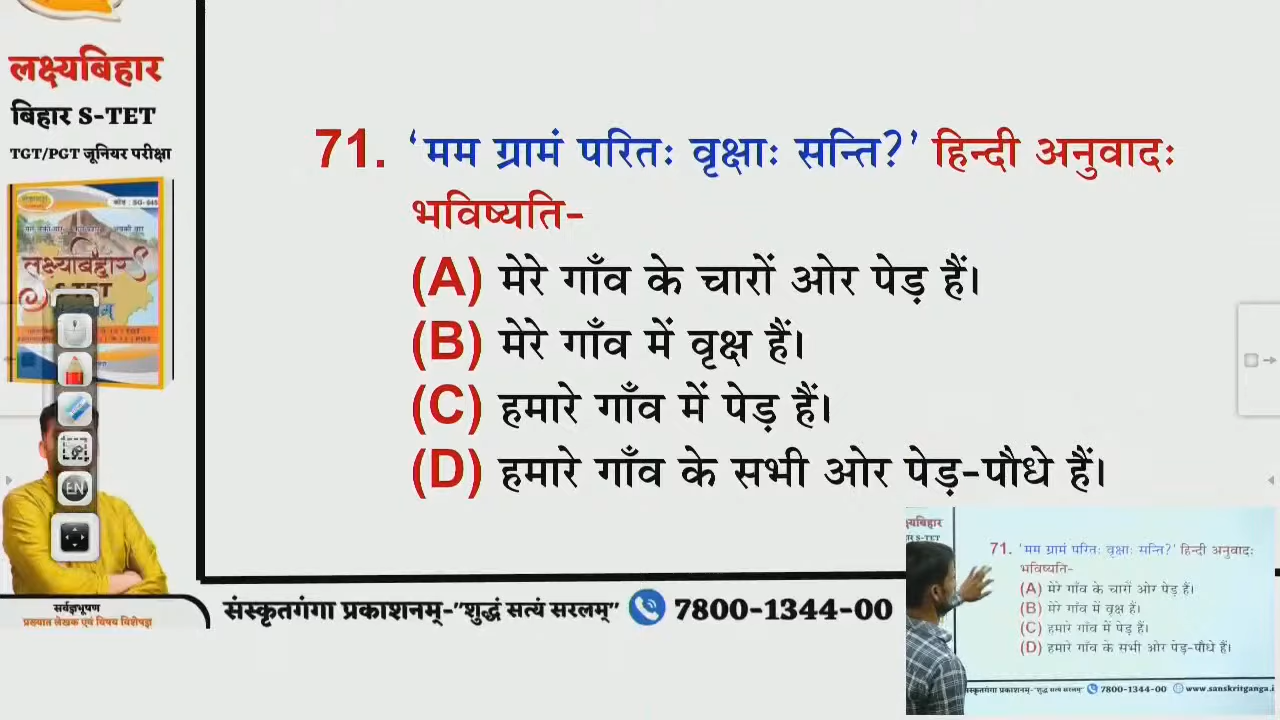 लक्ष्यबिहार
बिहार S-TET
TGT/PGT जूनियर परीक्षा
71. ‘मम ग्रामं परितः वृक्षाः सन्ति?’ हिन्दी अनुवादः
भविष्यति-
(A) मेरे गाँव के चारों ओर पेड़ हैं।
(B) मेरे गाँव में वृक्ष हैं।
(C) हमारे गाँव में पेड़ हैं।
(D) हमारे गाँव के सभी ओर पेड़-पौधे हैं।
लक्ष्यबिहार
EN
सर्वज्ञभूषण
प्रख्यात लेखक एवं विषय विशेषज्ञ
संस्कृतगंगा प्रकाशनम्-"शुद्धं सत्यं सरलम्" 7800-1344-00
71. ‘मम ग्रामं परितः वृक्षाः सन्ति?’ हिन्दी अनुवादः
भविष्यति-
(A) मेरे गाँव के चारों ओर पेड़ हैं।
(B) मेरे गाँव में वृक्ष हैं।
(C) हमारे गाँव में पेड़ हैं।
(D) हमारे गाँव के सभी ओर पेड़-पौधे हैं।
7800-1344-00 www.sanskritganga.i